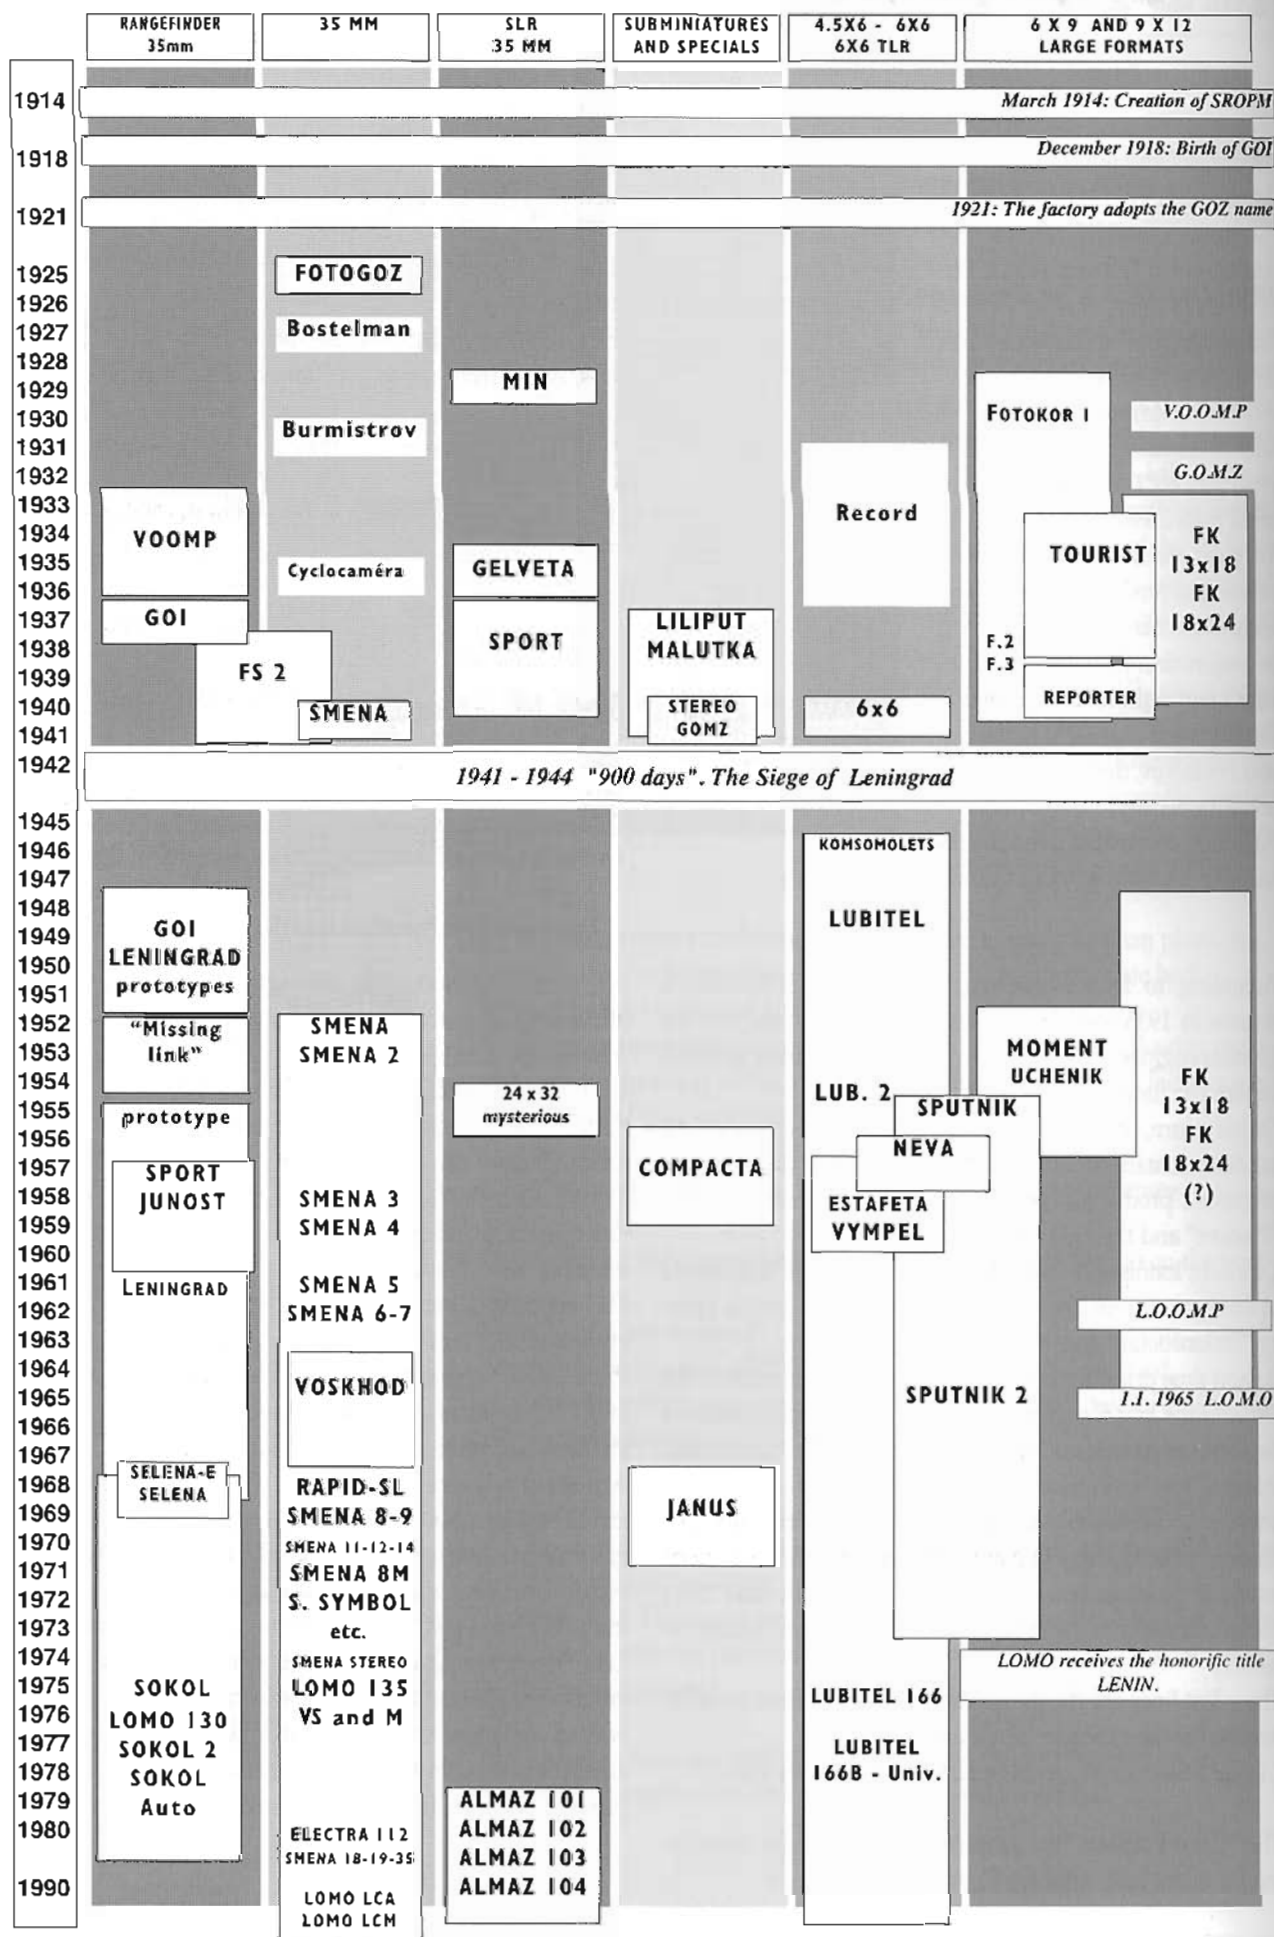 RANGEFINDER
35mm
35 MM
SLR
35 MM
SUBMINIATURES
AND SPECIALS
4.5X6 - 6X6
6X6 TLR
6 X 9 AND 9 X 12
LARGE FORMATS
1914
March 1914: Creation of SROPM
1918
December 1918: Birth of GOI
1921
1921: The factory adopts the GOZ name
1925
FOTOGOZ
1926
1927
Bostelman
1928
1929
MIN
1930
Burmistrov
FOTOKOR 1
V.O.O.M.P
1931
1932
G.O.M.Z
1933
Record
1934
VOOMP
FK
1935
TOURIST
13x18
Cyclocaméra
GELVETA
1936
FK
1937
GOI
LILIPUT
18x24
1938
SPORT
MALUTKA
F.2
1939
FS 2
F.3
1940
SMENA
STEREO
GOMZ
6x6
REPORTER
1941
1942
1941 - 1944 "900 days". The Siege of Leningrad
1945
1946
KOMSOMOLETS
1947
1948
LUBITEL
1949
GOI
LENINGRAD
prototypes
1950
1951
1952
"Missing
link"
SMENA
1953
SMENA 2
MOMENT
UCHENIK
1954
24 x 32
mysterious
LUB. 2
FK
13x18
FK
18x24
(?)
1955
prototype
SPUTNIK
1956
NEVA
1957
SPORT
JUNOST
COMPACTA
1958
SMENA 3
ESTAFETA
VYMPEL
1959
SMENA 4
1960
1961
LENINGRAD
SMENA 5
1962
SMENA 6-7
L.O.O.M.P
1963
1964
VOSKHOD
1965
SPUTNIK 2
1.1. 1965 L.O.M.O
1966
1967
SELENA-E
SELENA
1968
RAPID-SL
1969
SMENA 8-9
JANUS
1970
SMENA 11-12-14
1971
SMENA 8M
1972
S. SYMBOL
1973
etc.
1974
SMENA STEREO
LOMO receives the honorific title
LENIN.
1975
SOKOL
LOMO 135
LUBITEL 166
1976
LOMO 130
VS and M
1977
SOKOL 2
LUBITEL
166B - Univ.
1978
SOKOL
Auto
1979
ALMAZ 101
1980
ELECTRA 112
ALMAZ 102
SMENA 18-19-35
ALMAZ 103
1990
LOMO LCA
LOMO LCM
ALMAZ 104